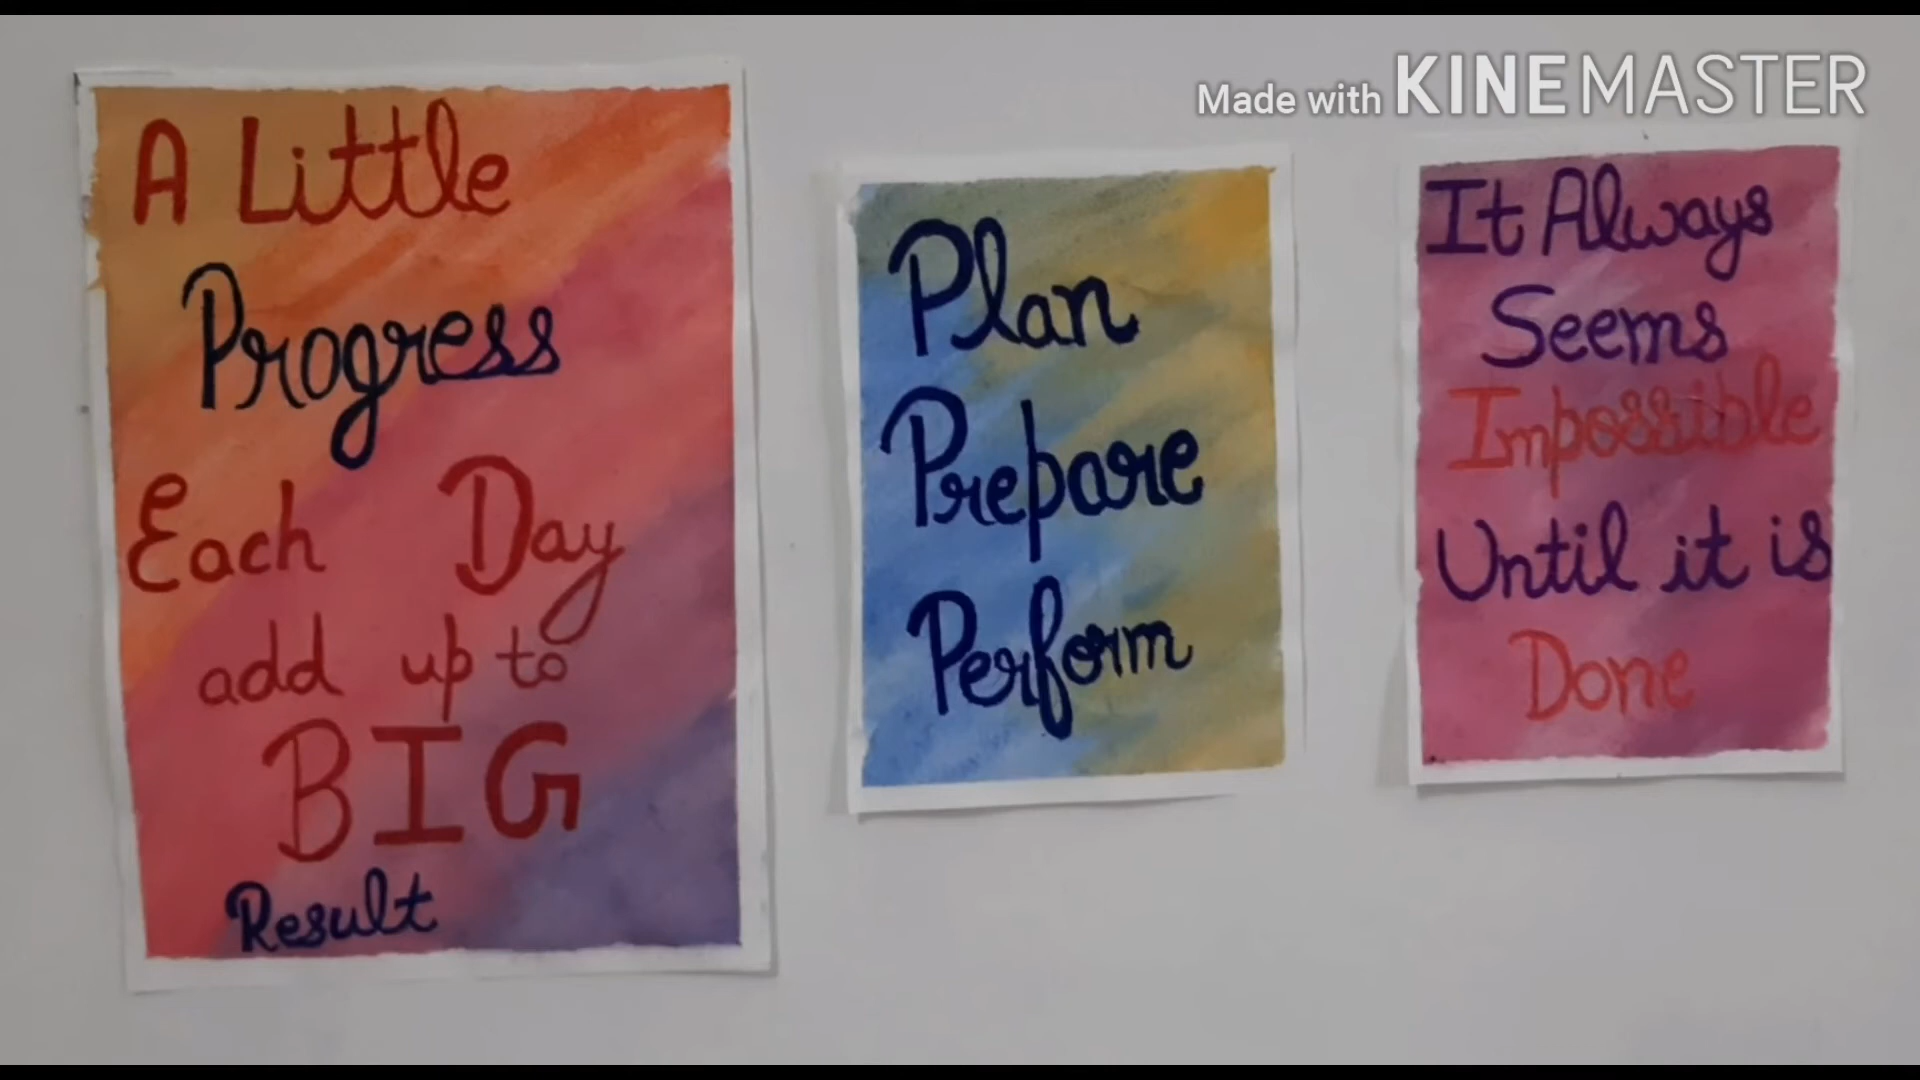 Made with KINEMASTER
A Little
Progress
Each Day
add up to
BIG
Result
Plan
Prepare
Perform
It Always
Seems
Impossible
Until it is
Done